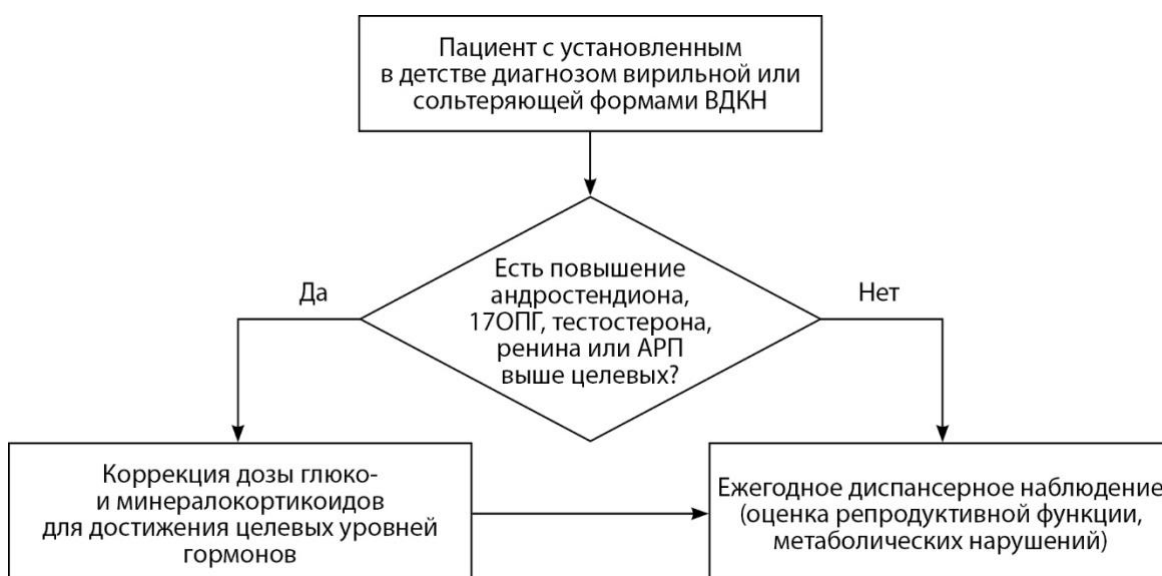 Пациент с установленным
в детстве диагнозом вирильной или
сольтеряющей формами ВДКН
Есть повышение
андростендиона,
17ОПГ, тестостерона,
ренина или АРП
выше целевых?
Да
Нет
Коррекция дозы глюко-
и минералокортикоидов
для достижения целевых уровней
гормонов
Ежегодное диспансерное наблюдение
(оценка репродуктивной функции,
метаболических нарушений)